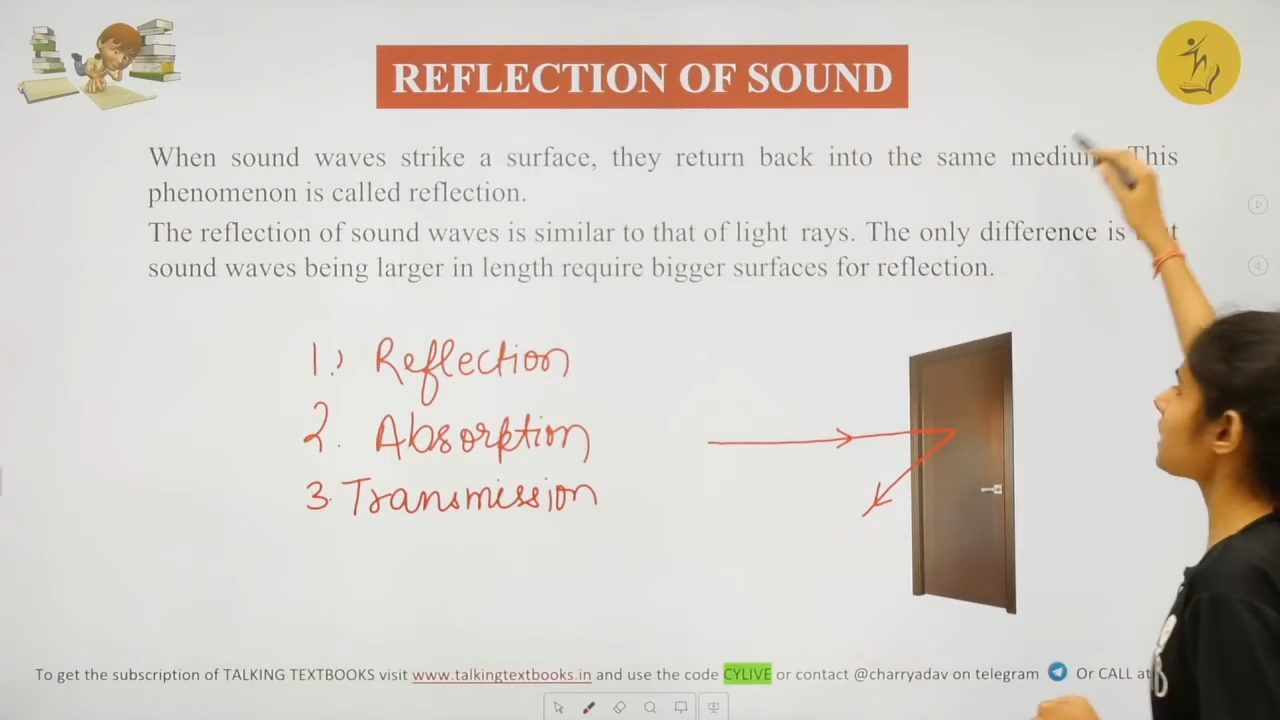 REFLECTION OF SOUND
When sound waves strike a surface, they return back into the same medium. This
phenomenon is called reflection.
The reflection of sound waves is similar to that of light rays. The only difference is
sound waves being larger in length require bigger surfaces for reflection.
1.) Reflection
2. Absorption
3. Transmission
To get the subscription of TALKING TEXTBOOKS visit www.talkingtextbooks.in and use the code CYLIVE or contact @charryadav on telegram Or CALL at